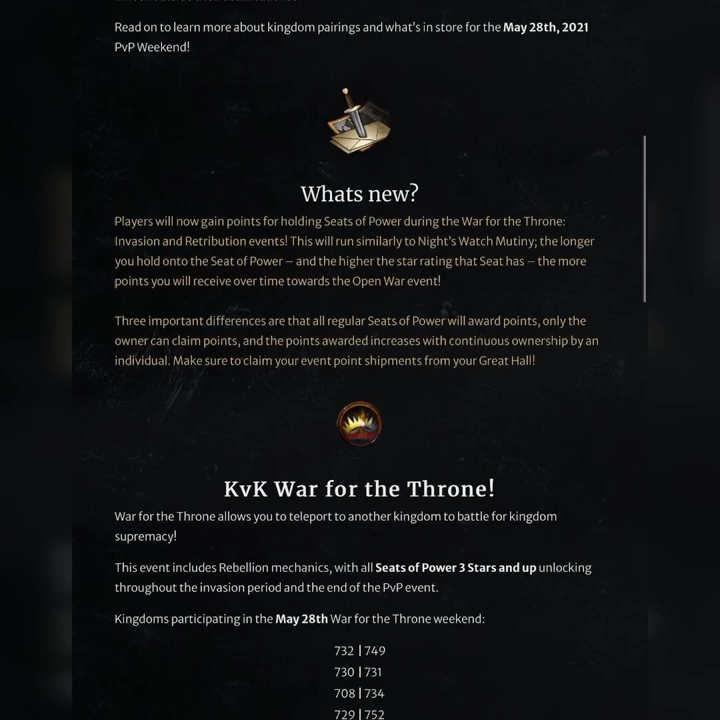 Read on to learn more about kingdom pairings and what's in store for the May 28th, 2021
PvP Weekend!
Whats new?
Players will now gain points for holding Seats of Power during the War for the Throne:
Invasion and Retribution events! This will run similarly to Night's Watch Mutiny; the longer
you hold onto the Seat of Power – and the higher the star rating that Seat has – the more
points you will receive over time towards the Open War event!
Three important differences are that all regular Seats of Power will award points, only the
owner can claim points, and the points awarded increases with continuous ownership by an
individual. Make sure to claim your event point shipments from your Great Hall!
KvK War for the Throne!
War for the Throne allows you to teleport to another kingdom to battle for kingdom
supremacy!
This event includes Rebellion mechanics, with all Seats of Power 3 Stars and up unlocking
throughout the invasion period and the end of the PvP event.
Kingdoms participating in the May 28th War for the Throne weekend:
732 | 749
730 | 731
708 | 734
729 | 752